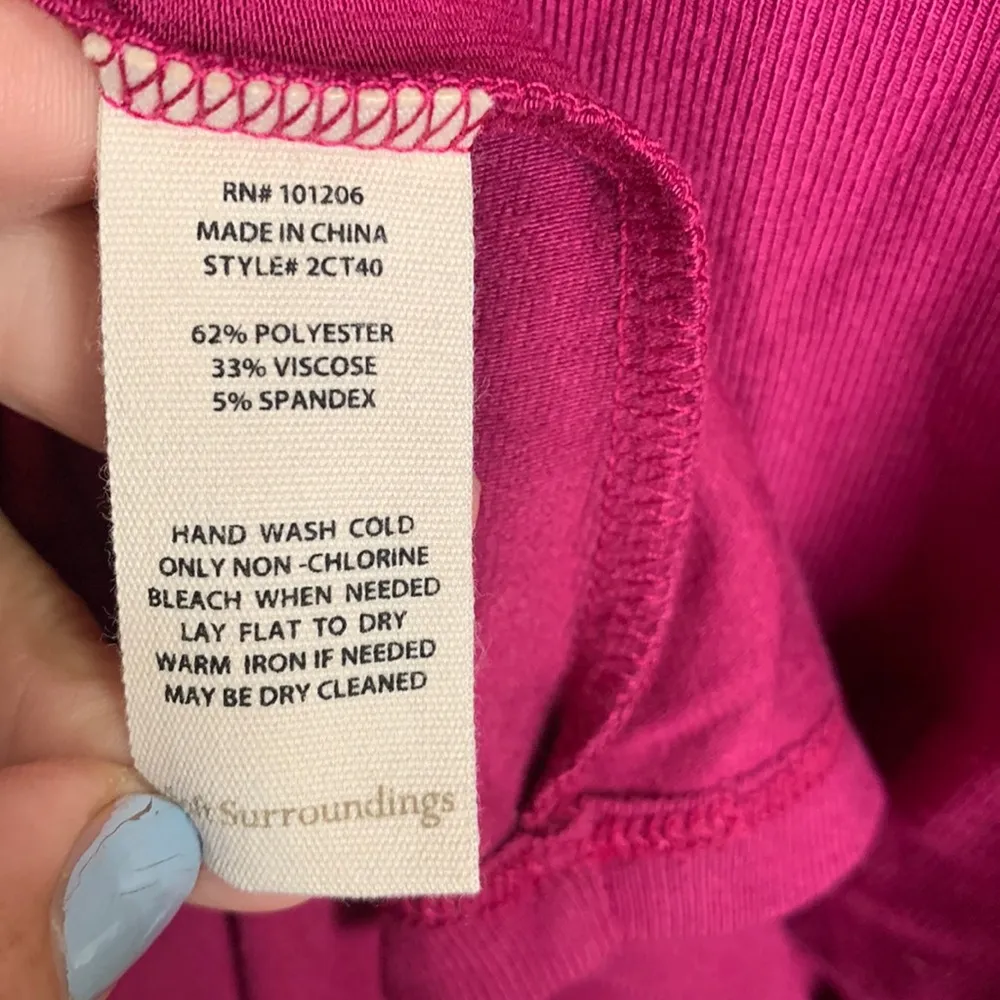 RN# 101206
MADE IN CHINA
STYLE# 2CT40
62% POLYESTER
33% VISCOSE
5% SPANDEX
HAND WASH COLD
ONLY NON -CHLORINE
BLEACH WHEN NEEDED
LAY FLAT TO DRY
WARM IRON IF NEEDED
MAY BE DRY CLEANED
Surroundings